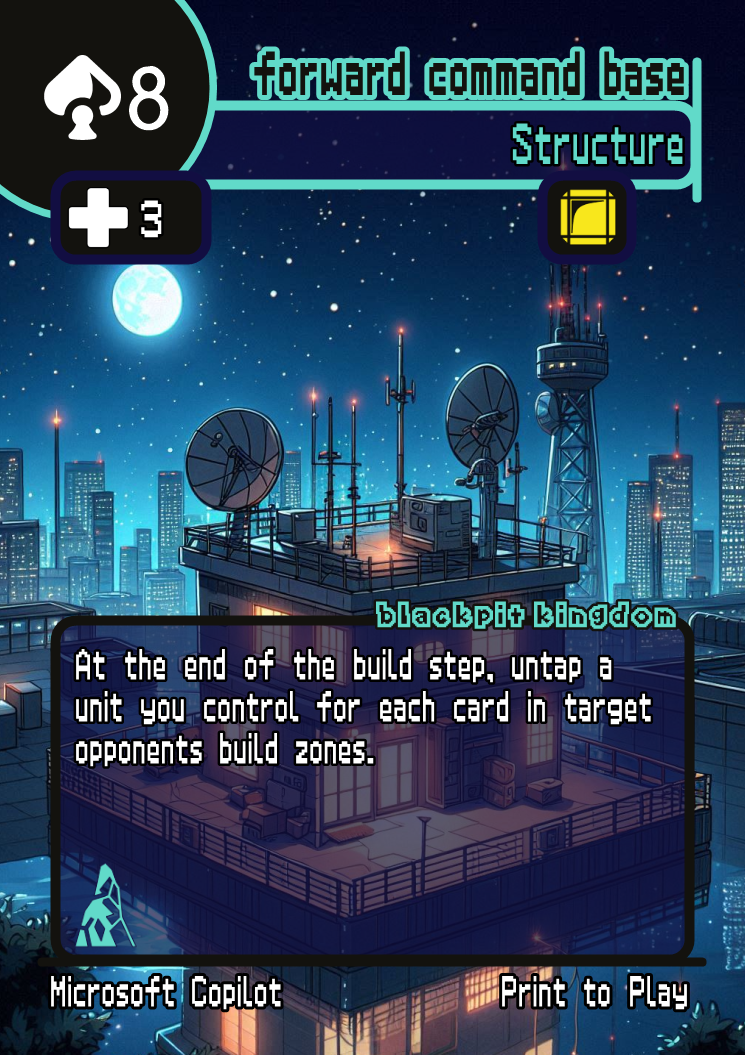 8
forward command base
Structure
3
blackpit kingdom
At the end of the build step, untap a
unit you control for each card in target
opponents build zones.
Microsoft Copilot
Print to Play